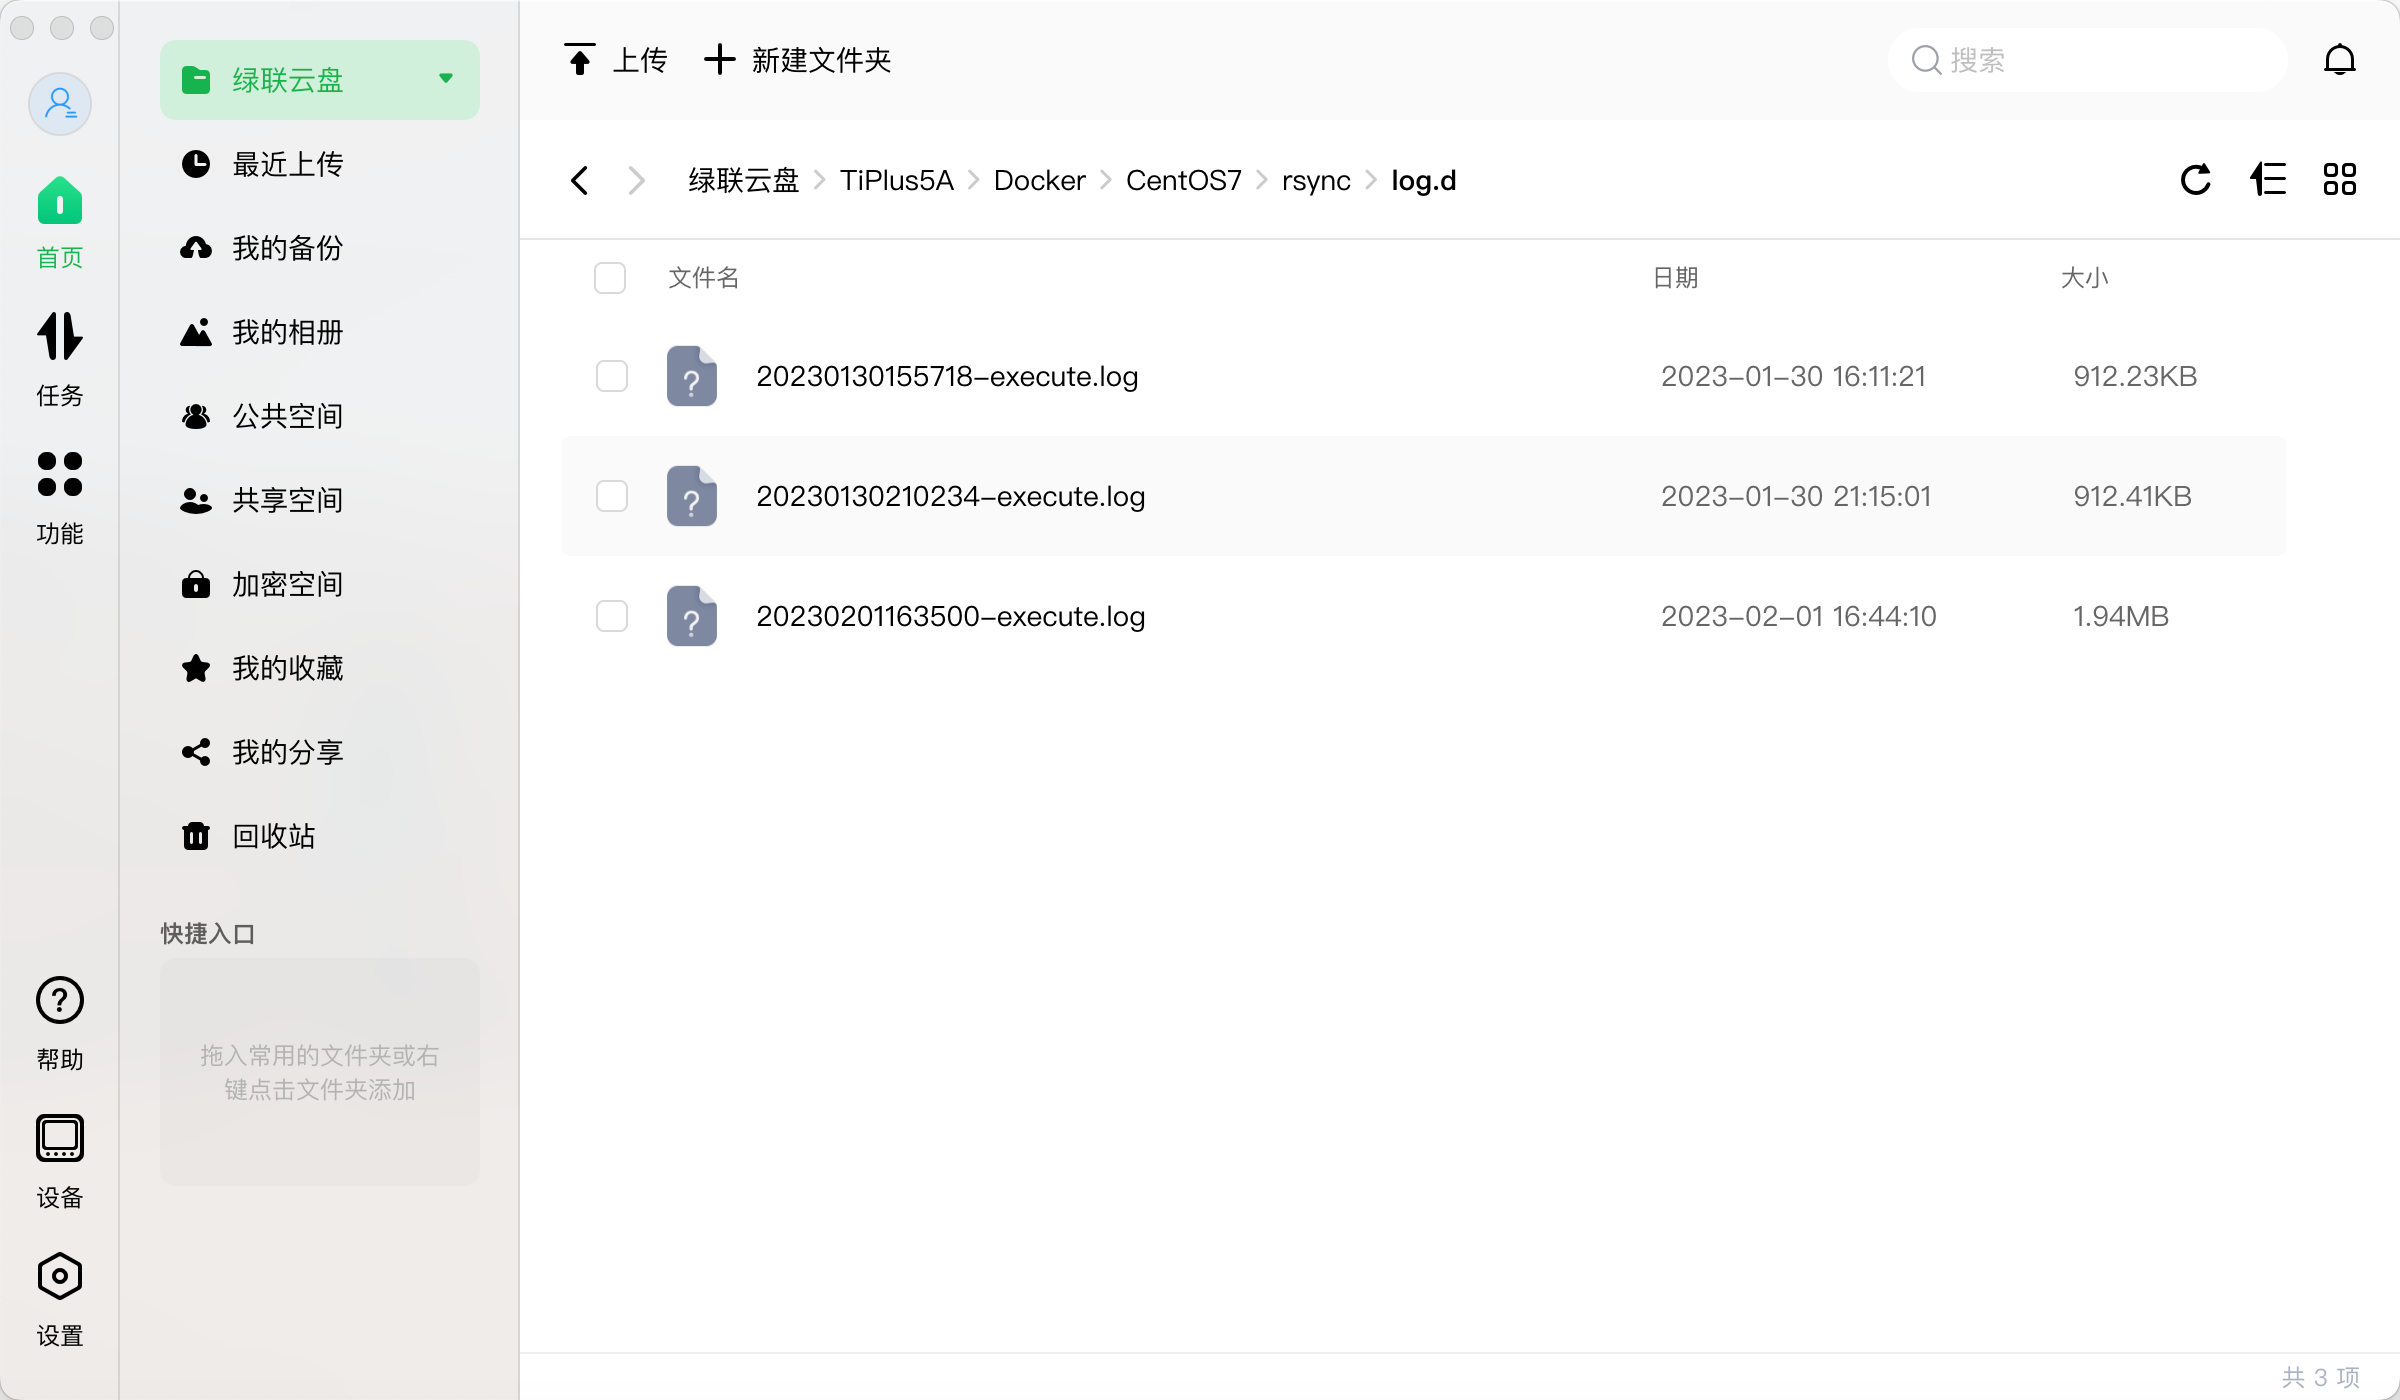 首页
任务
功能
帮助
设备
设置
绿联云盘
最近上传
我的备份
我的相册
公共空间
共享空间
加密空间
我的收藏
我的分享
回收站
快捷入口
拖入常用的文件夹或右
键点击文件夹添加
上传 新建文件夹 搜索
绿联云盘 > TiPlus5A > Docker > CentOS7 > rsync > log.d
文件名 日期 大小
20230130155718-execute.log 2023-01-30 16:11:21 912.23KB
20230130210234-execute.log 2023-01-30 21:15:01 912.41KB
20230201163500-execute.log 2023-02-01 16:44:10 1.94MB
共 3 项